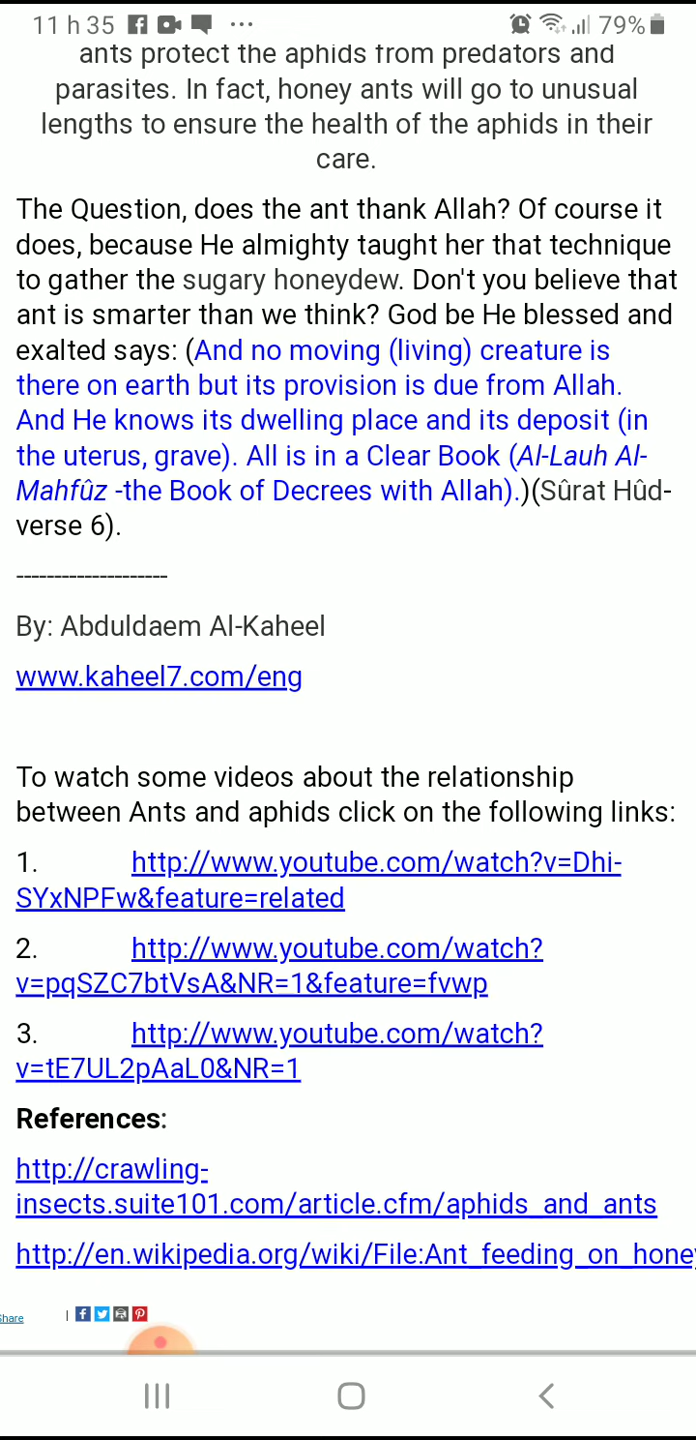 11 h 35 ... 79%
ants protect the aphids from predators and
parasites. In fact, honey ants will go to unusual
lengths to ensure the health of the aphids in their
care.
The Question, does the ant thank Allah? Of course it
does, because He almighty taught her that technique
to gather the sugary honeydew. Don't you believe that
ant is smarter than we think? God be He blessed and
exalted says: (And no moving (living) creature is
there on earth but its provision is due from Allah.
And He knows its dwelling place and its deposit (in
the uterus, grave). All is in a Clear Book (Al-Lauh Al-
Mahfûz -the Book of Decrees with Allah).)(Sûrat Hûd-
verse 6).
--------------------
By: Abduldaem Al-Kaheel
www.kaheel7.com/eng
To watch some videos about the relationship
between Ants and aphids click on the following links:
1. http://www.youtube.com/watch?v=Dhi-
SYxNPFw&feature=related
2. http://www.youtube.com/watch?
v=pqSZC7btVsA&NR=1&feature=fvwp
3. http://www.youtube.com/watch?
v=tE7UL2pAaL0&NR=1
References:
http://crawling-
insects.suite101.com/article.cfm/aphids_and_ants
http://en.wikipedia.org/wiki/File:Ant_feeding_on_hone
Share |